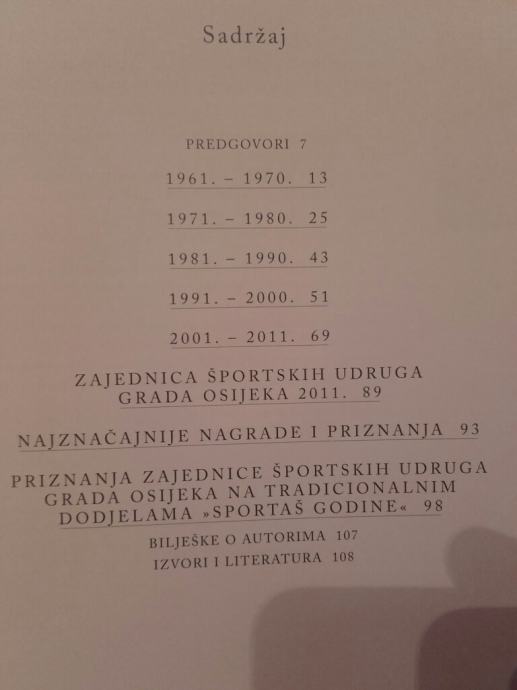 Sadržaj
PREDGOVORI 7
1961. – 1970. 13
1971. – 1980. 25
1981. – 1990. 43
1991. – 2000. 51
2001. – 2011. 69
ZAJEDNICA ŠPORTSKIH UDRUGA
GRADA OSIJEKA 2011. 89
NAJZNAČAJNIJE NAGRADE I PRIZNANJA 93
PRIZNANJA ZAJEDNICE ŠPORTSKIH UDRUGA
GRADA OSIJEKA NA TRADICIONALNIM
DODJELAMA »SPORTAŠ GODINE« 98
BILJEŠKE O AUTORIMA 107
IZVORI I LITERATURA 108